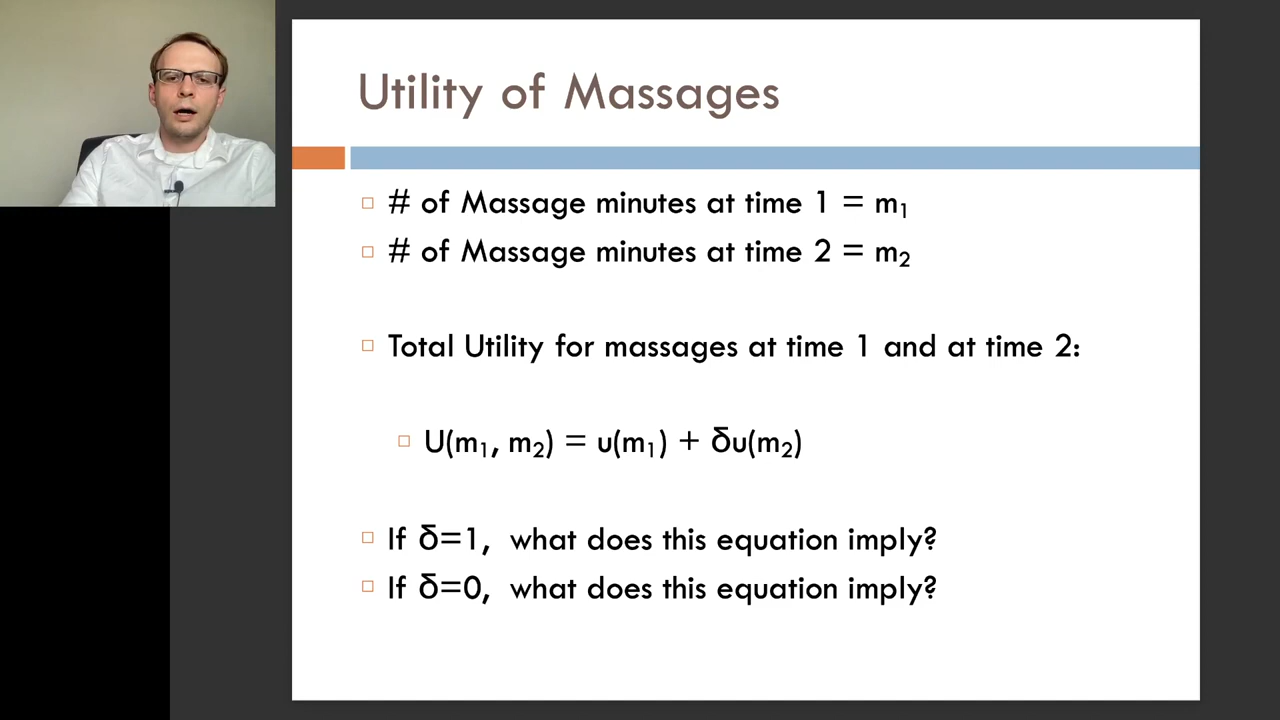 Utility of Massages
# of Massage minutes at time 1 = m₁
# of Massage minutes at time 2 = m₂
Total Utility for massages at time 1 and at time 2:
U(m₁, m₂) = u(m₁) + δu(m₂)
If δ=1, what does this equation imply?
If δ=0, what does this equation imply?